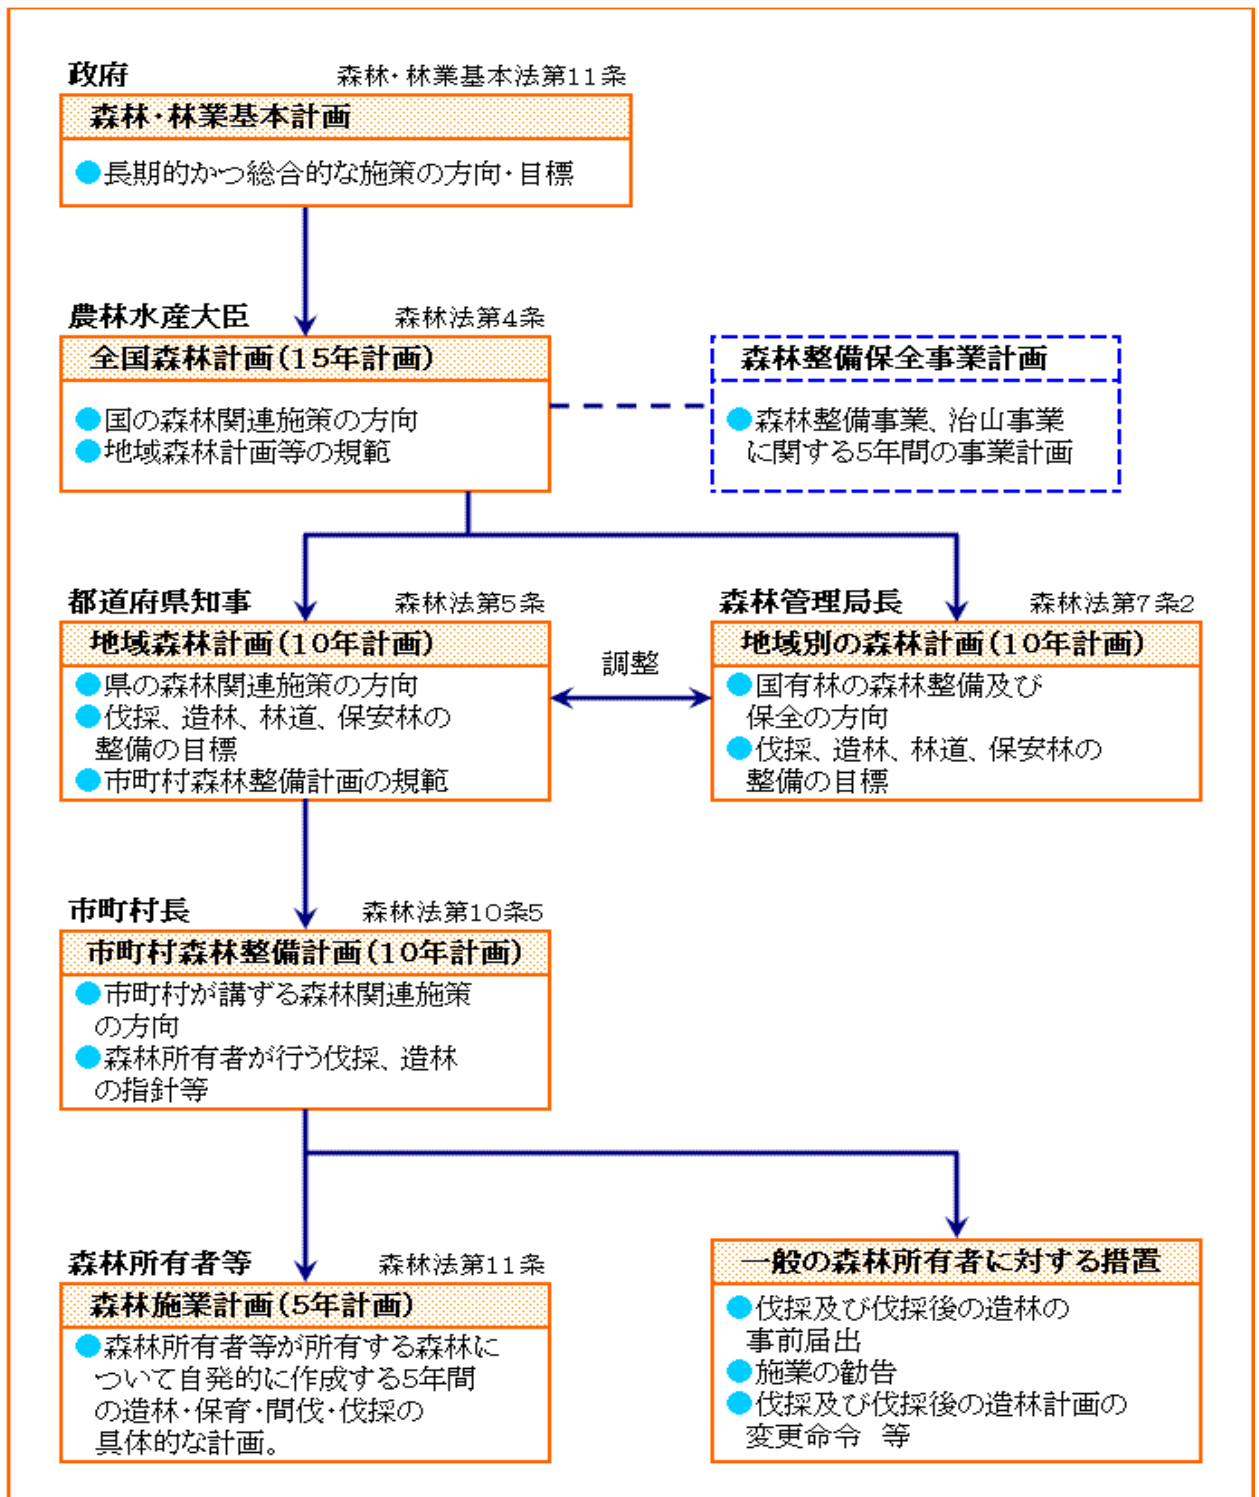 政府 森林・林業基本法第11条
森林・林業基本計画
●長期的かつ総合的な施策の方向・目標
農林水産大臣 森林法第4条
全国森林計画(15年計画)
●国の森林関連施策の方向
●地域森林計画等の規範
森林整備保全事業計画
●森林整備事業、治山事業
に関する5年間の事業計画
都道府県知事 森林法第5条
地域森林計画(10年計画)
●県の森林関連施策の方向
●伐採、造林、林道、保安林の
整備の目標
●市町村森林整備計画の規範
調整
森林管理局長 森林法第7条2
地域別の森林計画(10年計画)
●国有林の森林整備及び
保全の方向
●伐採、造林、林道、保安林の
整備の目標
市町村長 森林法第10条5
市町村森林整備計画(10年計画)
●市町村が講ずる森林関連施策
の方向
●森林所有者が行う伐採、造林
の指針等
森林所有者等 森林法第11条
森林施業計画(5年計画)
●森林所有者等が所有する森林に
ついて自発的に作成する5年間
の造林・保育・間伐・伐採の
具体的な計画。
一般の森林所有者に対する措置
●伐採及び伐採後の造林の
事前届出
●施業の勧告
●伐採及び伐採後の造林計画の
変更命令 等